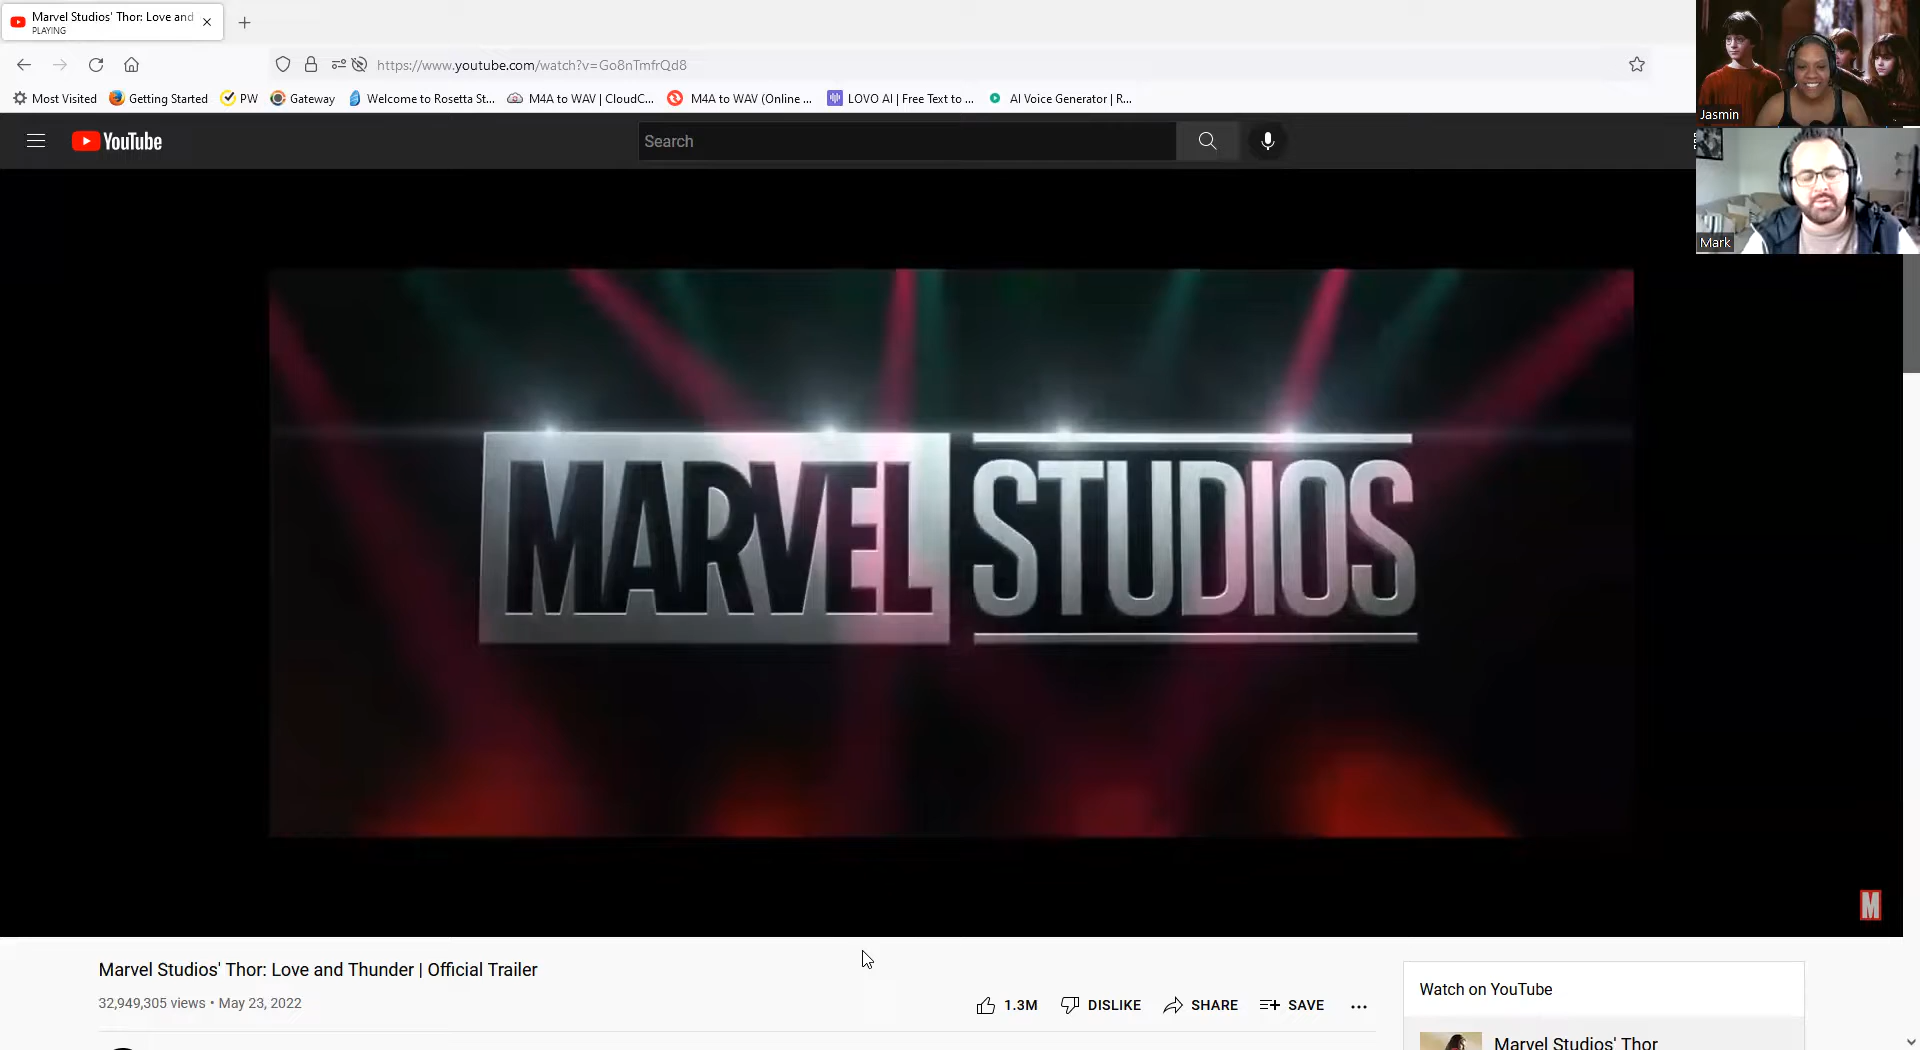 Marvel Studios' Thor: Love and
PLAYING
https://www.youtube.com/watch?v=Go8nTmfrQd8
Most Visited Getting Started PW Gateway Welcome to Rosetta St... M4A to WAV | CloudC... M4A to WAV (Online ... LOVO AI | Free Text to ... AI Voice Generator | R...
Jasmin
YouTube
Search
Mark
MARVEL STUDIOS
M
Marvel Studios' Thor: Love and Thunder | Official Trailer
32,949,305 views • May 23, 2022
1.3M DISLIKE SHARE SAVE ...
Watch on YouTube
Marvel Studios' Thor